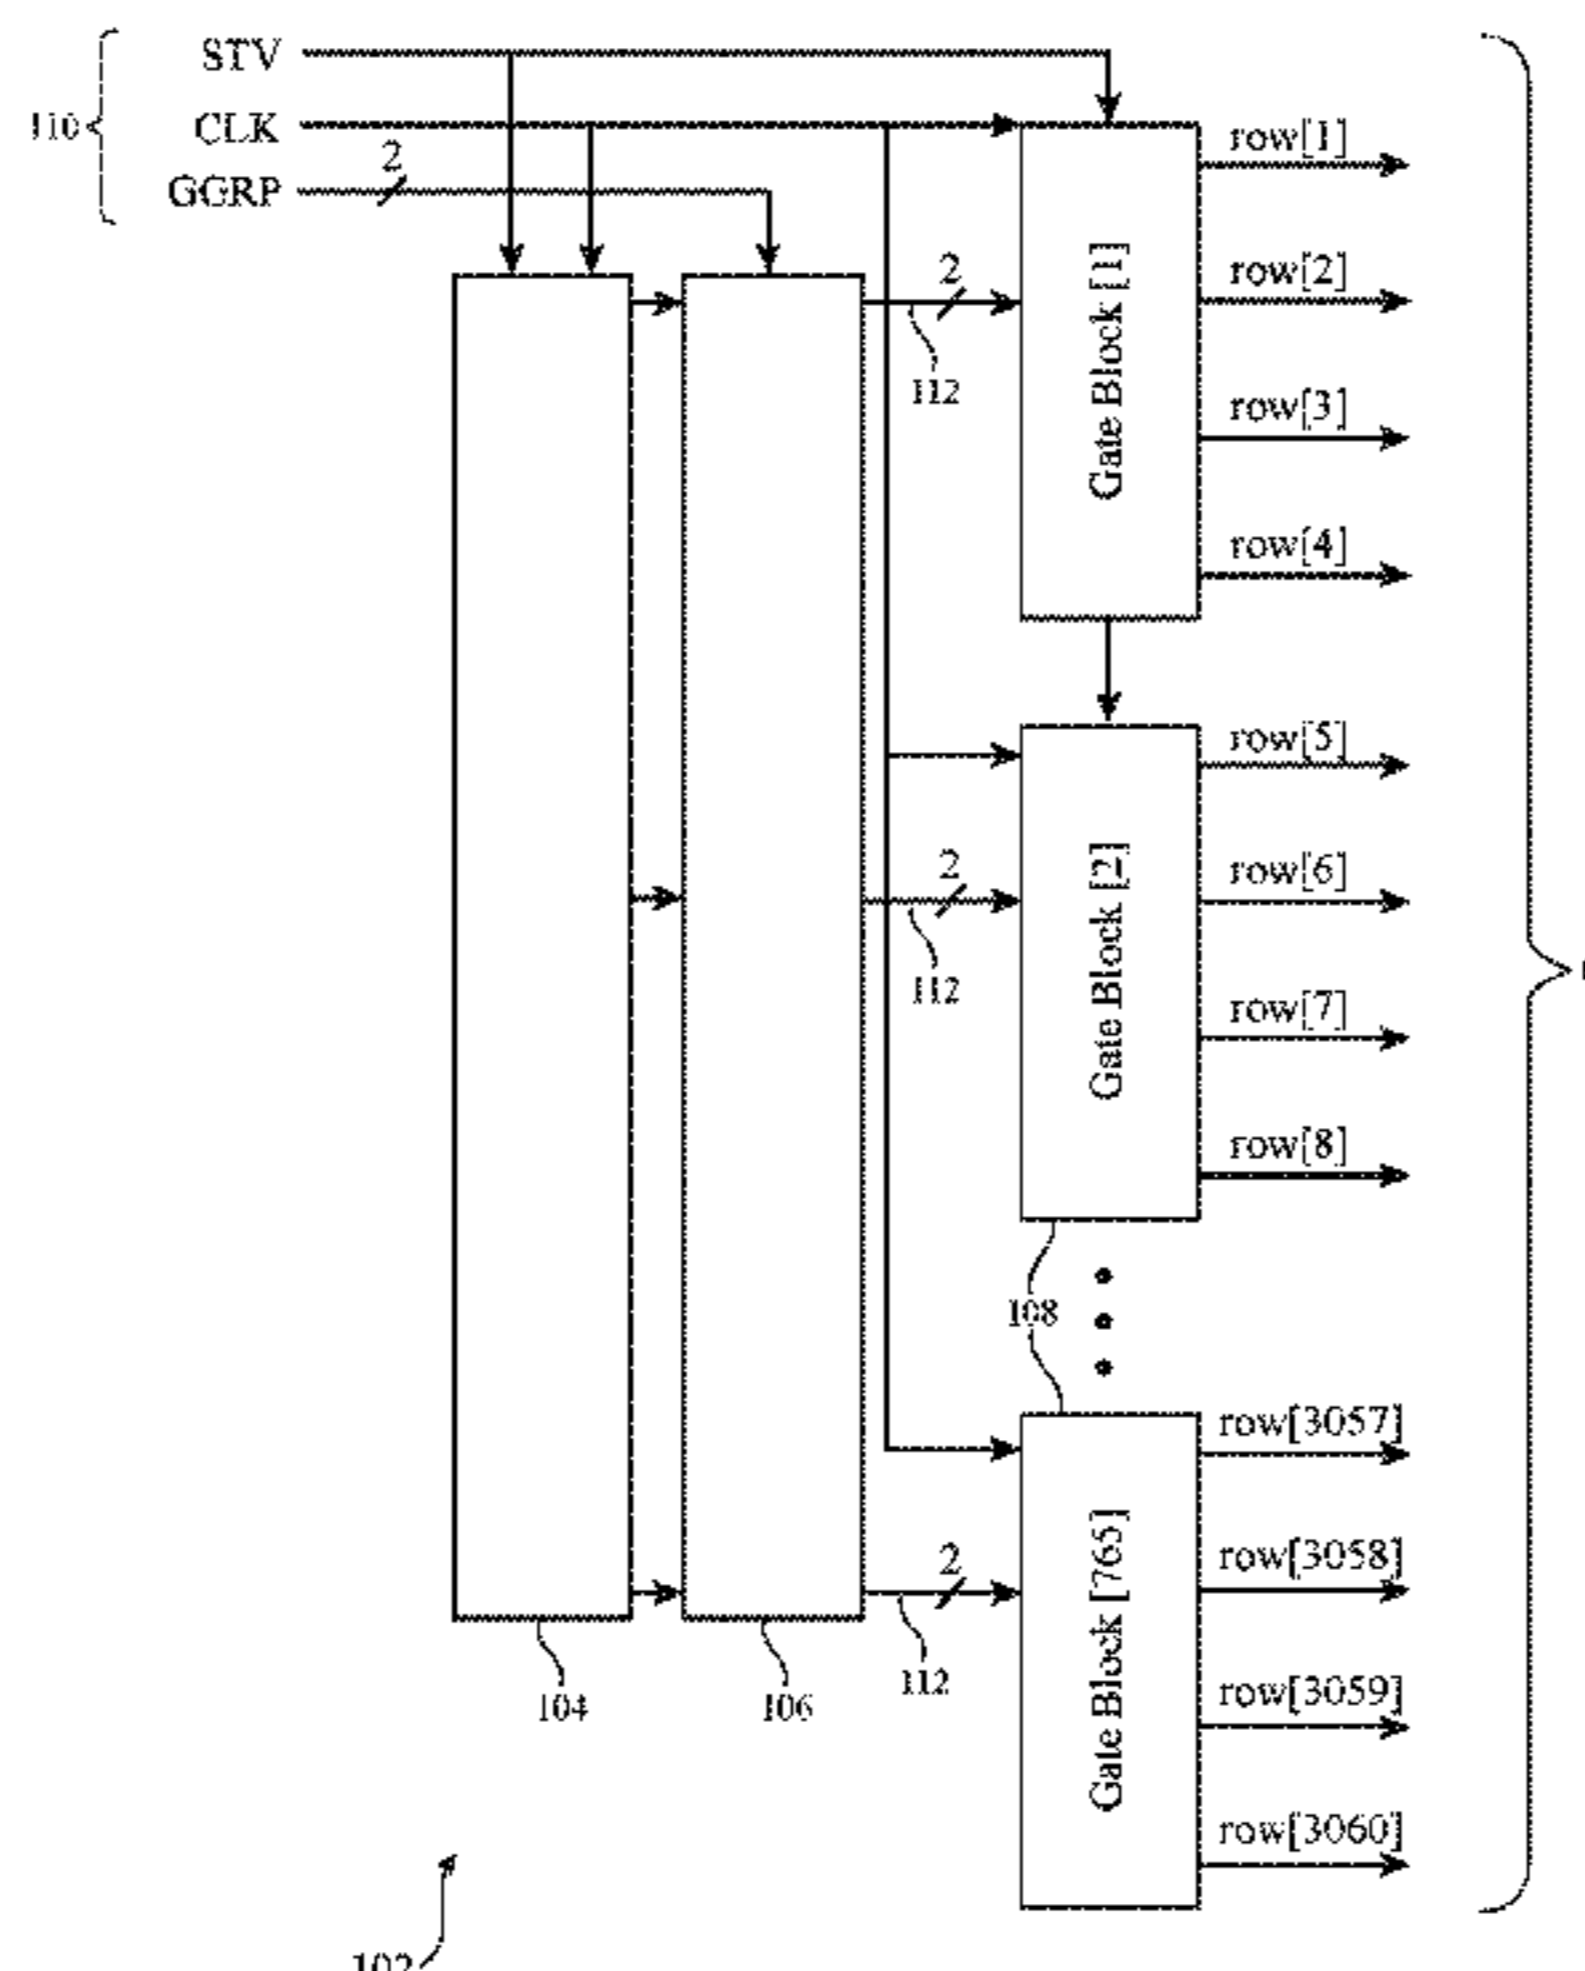 STV
110
CLK
row[1]
2
GGRP
row[2]
2
Gate Block [1]
112
row[3]
row[4]
row[5]
2
row[6]
Gate Block [2]
112
row[7]
row[8]
108
row[3057]
2
row[3058]
Gate Block [765]
112
104
106
row[3059]
row[3060]
102